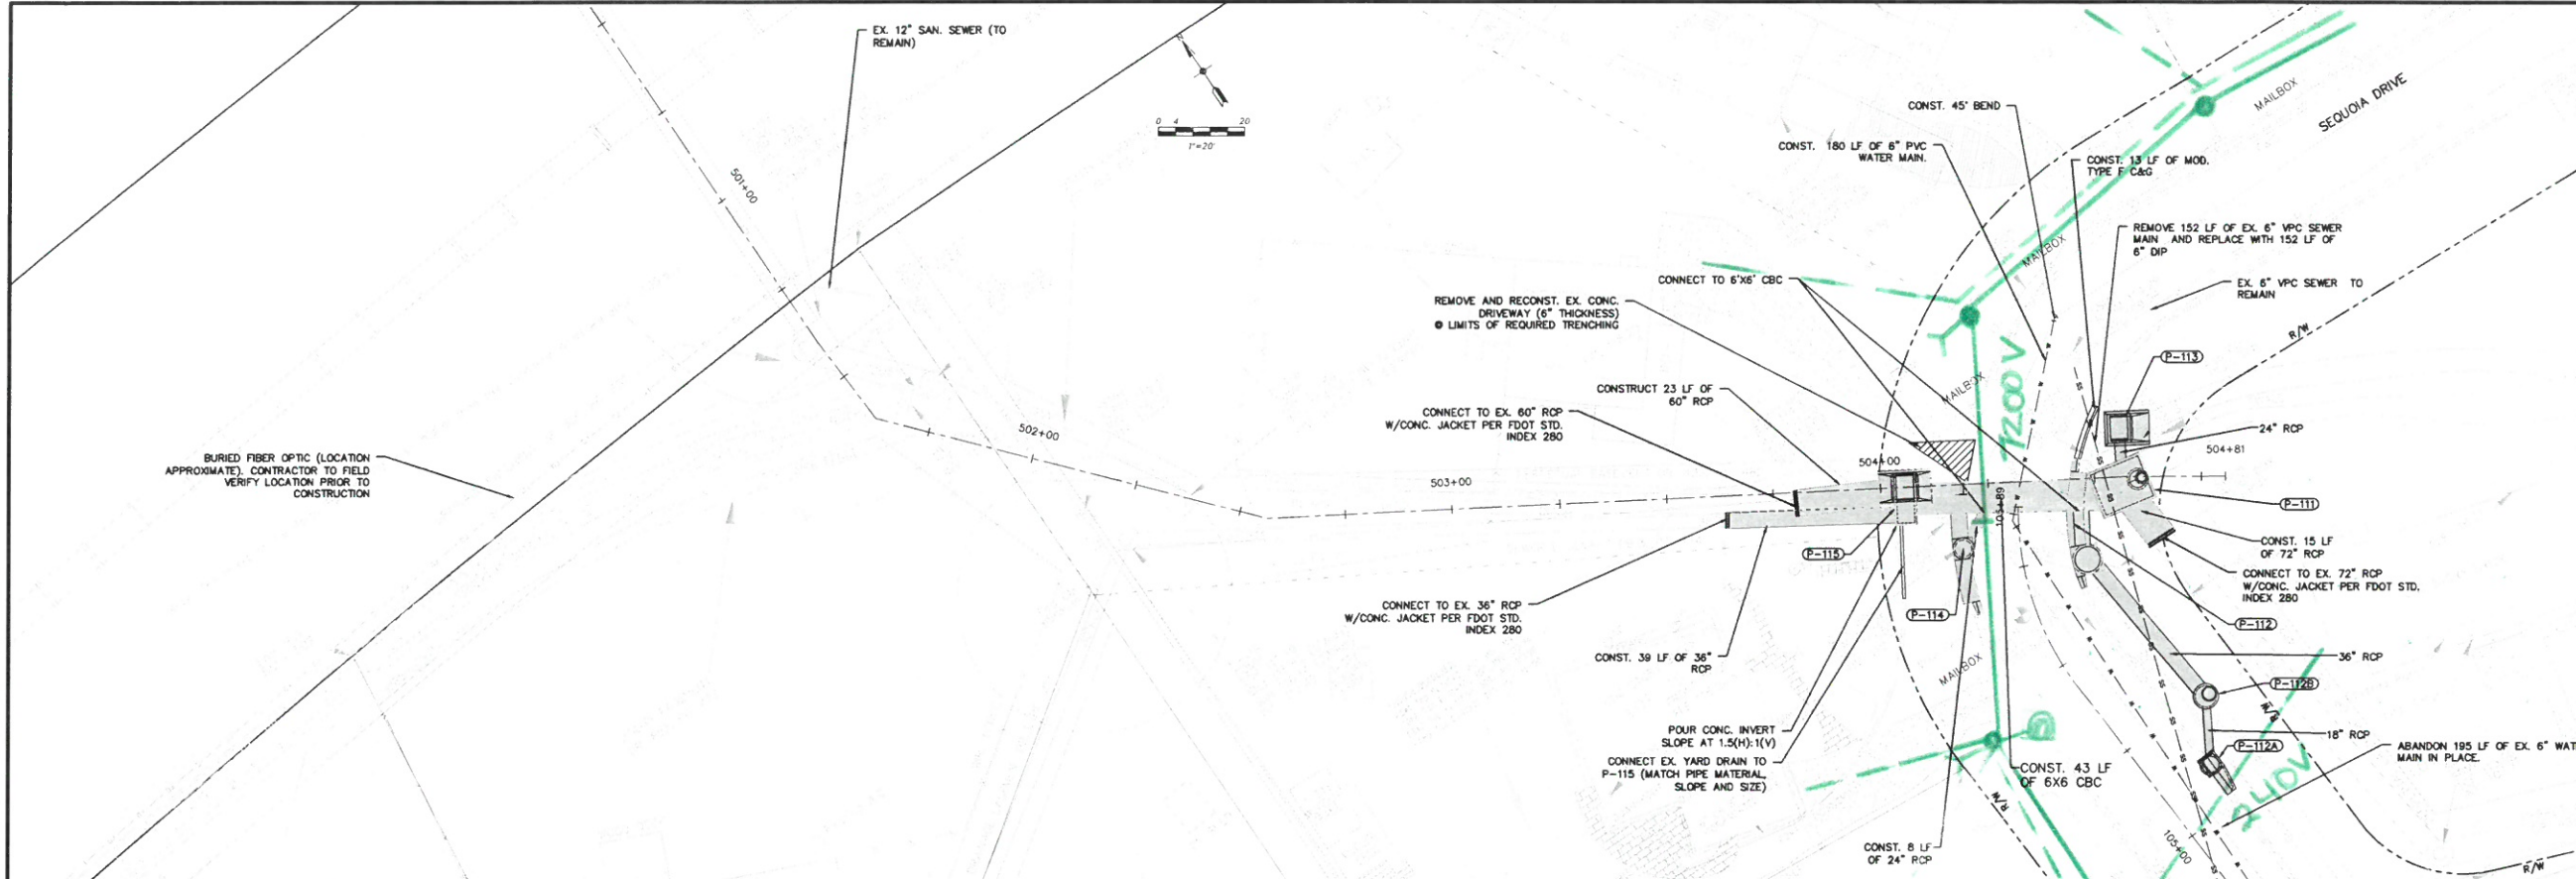 EX. 12" SAN. SEWER (TO
REMAIN)
N
0 4 20
1"=20'
501+00
502+00
503+00
504+00
504+81
103+89
105+00
BURIED FIBER OPTIC (LOCATION
APPROXIMATE). CONTRACTOR TO FIELD
VERIFY LOCATION PRIOR TO
CONSTRUCTION
CONST. 45° BEND
CONST. 180 LF OF 6" PVC
WATER MAIN.
MAILBOX
SEQUOIA DRIVE
CONST. 13 LF OF MOD.
TYPE F C&G
REMOVE 152 LF OF EX. 6" VPC SEWER
MAIN AND REPLACE WITH 152 LF OF
6" DIP
MAILBOX
EX. 6" VPC SEWER TO
REMAIN
CONNECT TO 6'X6' CBC
REMOVE AND RECONST. EX. CONC.
DRIVEWAY (6" THICKNESS)
@ LIMITS OF REQUIRED TRENCHING
R/W
7200 V
P-113
MAILBOX
CONSTRUCT 23 LF OF
60" RCP
CONNECT TO EX. 60" RCP
W/CONC. JACKET PER FDOT STD.
INDEX 280
24" RCP
P-111
CONST. 15 LF
OF 72" RCP
P-115
CONNECT TO EX. 72" RCP
W/CONC. JACKET PER FDOT STD.
INDEX 280
CONNECT TO EX. 36" RCP
W/CONC. JACKET PER FDOT STD.
INDEX 280
P-114
P-112
CONST. 39 LF OF 36"
RCP
MAILBOX
36" RCP
P-112B
R/W
POUR CONC. INVERT
SLOPE AT 1.5(H):1(V)
18" RCP
P-112A
ABANDON 195 LF OF EX. 6" WAT
MAIN IN PLACE.
CONNECT EX. YARD DRAIN TO
P-115 (MATCH PIPE MATERIAL,
SLOPE AND SIZE)
CONST. 43 LF
OF 6X6 CBC
240V
R/W
CONST. 8 LF
OF 24" RCP
R/W